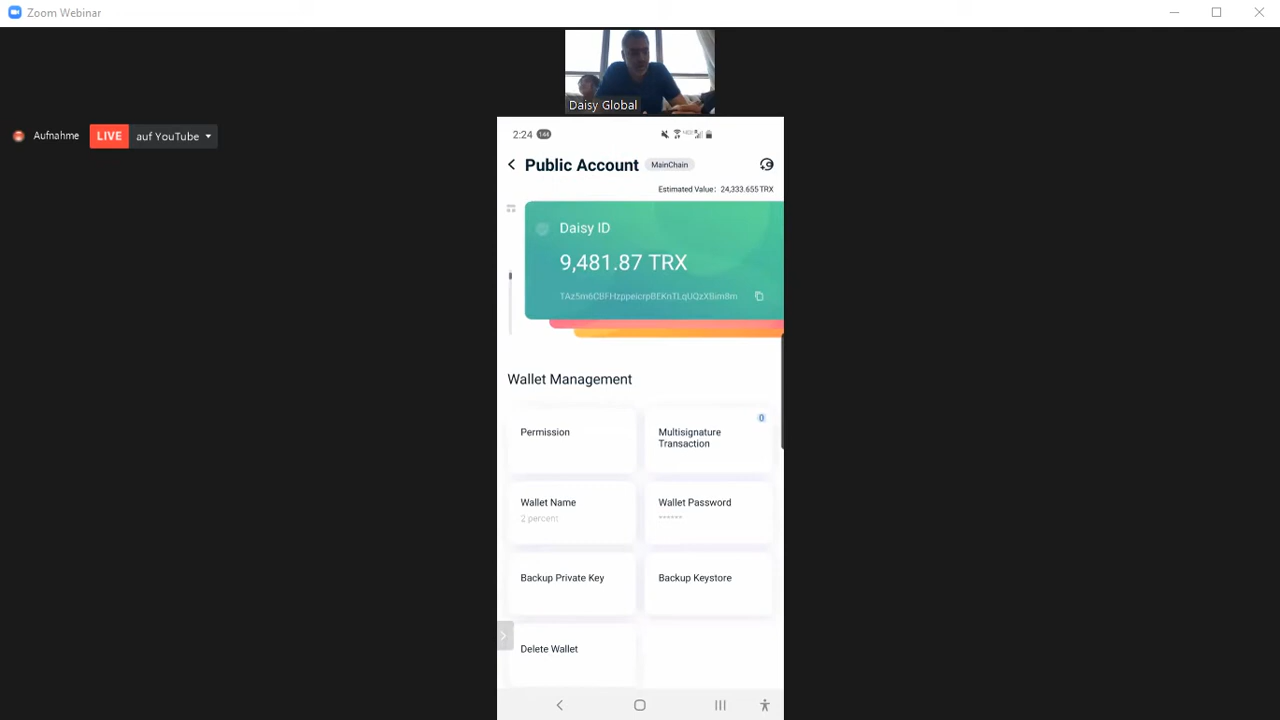 Zoom Webinar
Daisy Global
Aufnahme
LIVE
auf YouTube
2:24
144
Public Account
MainChain
Estimated Value: 24,333.655 TRX
Daisy ID
9,481.87 TRX
Wallet Management
Permission
0
Multisignature
Transaction
Wallet Name
2 percent
Wallet Password
******
Backup Private Key
Backup Keystore
Delete Wallet